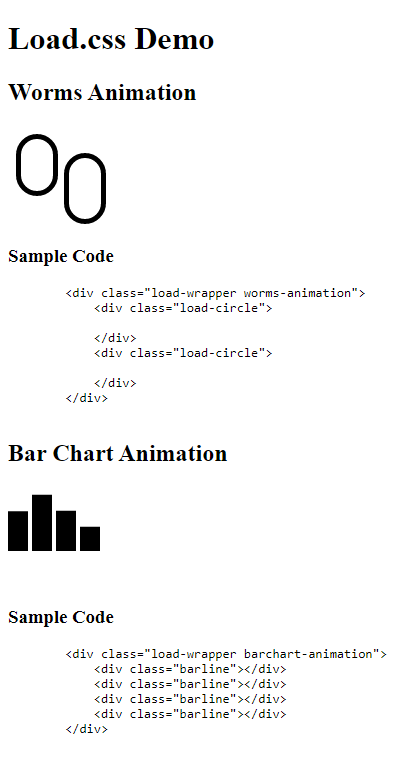 Load.css Demo
Worms Animation
Sample Code
<div class="load-wrapper worms-animation">
<div class="load-circle">
</div>
<div class="load-circle">
</div>
</div>
Bar Chart Animation
Sample Code
<div class="load-wrapper barchart-animation">
<div class="barline"></div>
<div class="barline"></div>
<div class="barline"></div>
<div class="barline"></div>
</div>